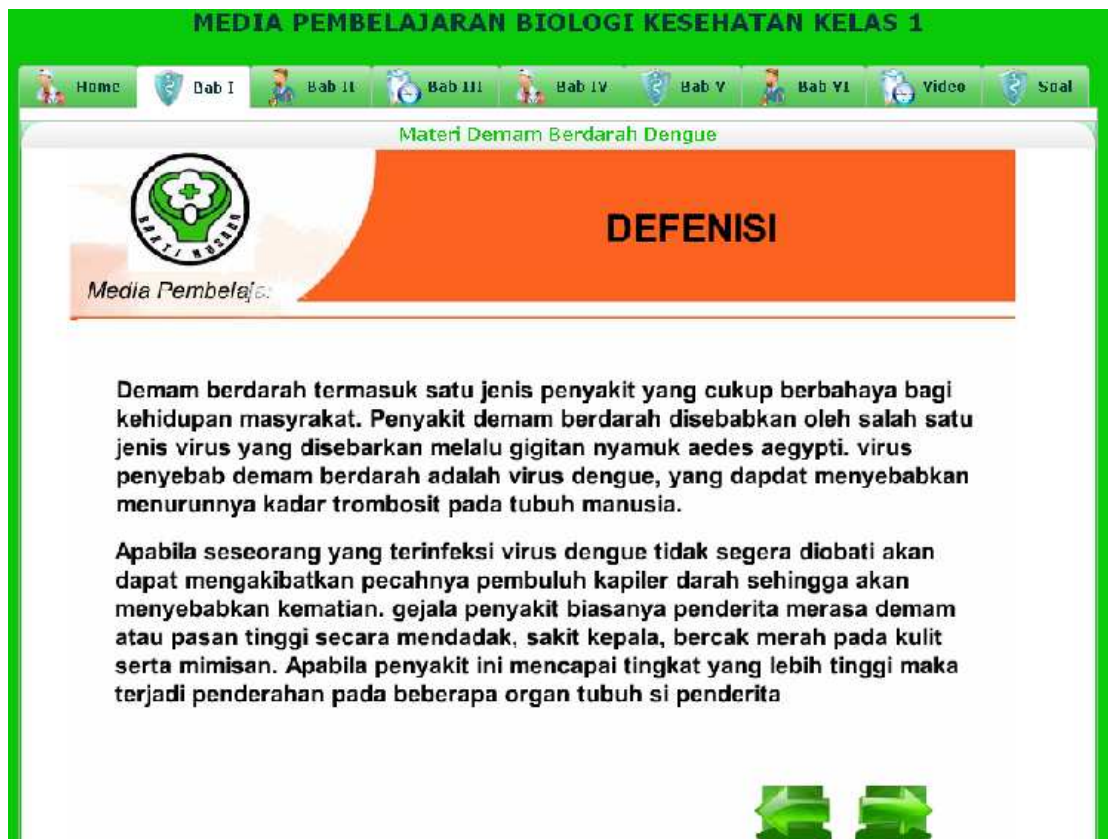 MEDIA PEMBELAJARAN BIOLOGI KESEHATAN KELAS 1
Home Bab I Bab II Bab III Bab IV Bab V Bab VI Video Soal
Materi Demam Berdarah Dengue
BAKTI HUSADA
DEFENISI
Media Pembelaja
Demam berdarah termasuk satu jenis penyakit yang cukup berbahaya bagi
kehidupan masyrakat. Penyakit demam berdarah disebabkan oleh salah satu
jenis virus yang disebarkan melalu gigitan nyamuk aedes aegypti. virus
penyebab demam berdarah adalah virus dengue, yang dapdat menyebabkan
menurunnya kadar trombosit pada tubuh manusia.
Apabila seseorang yang terinfeksi virus dengue tidak segera diobati akan
dapat mengakibatkan pecahnya pembuluh kapiler darah sehingga akan
menyebabkan kematian. gejala penyakit biasanya penderita merasa demam
atau pasan tinggi secara mendadak, sakit kepala, bercak merah pada kulit
serta mimisan. Apabila penyakit ini mencapai tingkat yang lebih tinggi maka
terjadi penderahan pada beberapa organ tubuh si penderita